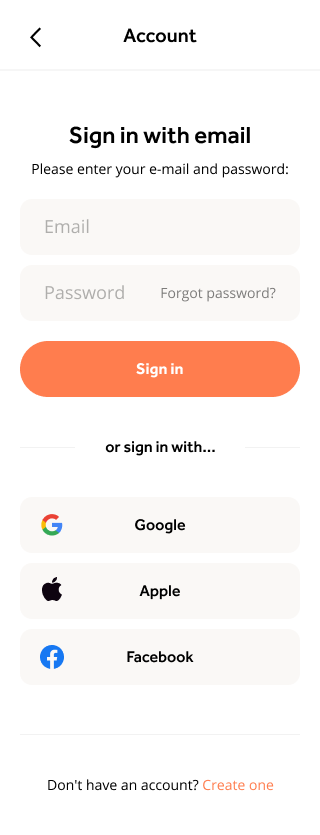 Account
Sign in with email
Please enter your e-mail and password:
Email
Password Forgot password?
Sign in
or sign in with...
Google
Apple
Facebook
Don't have an account? Create one